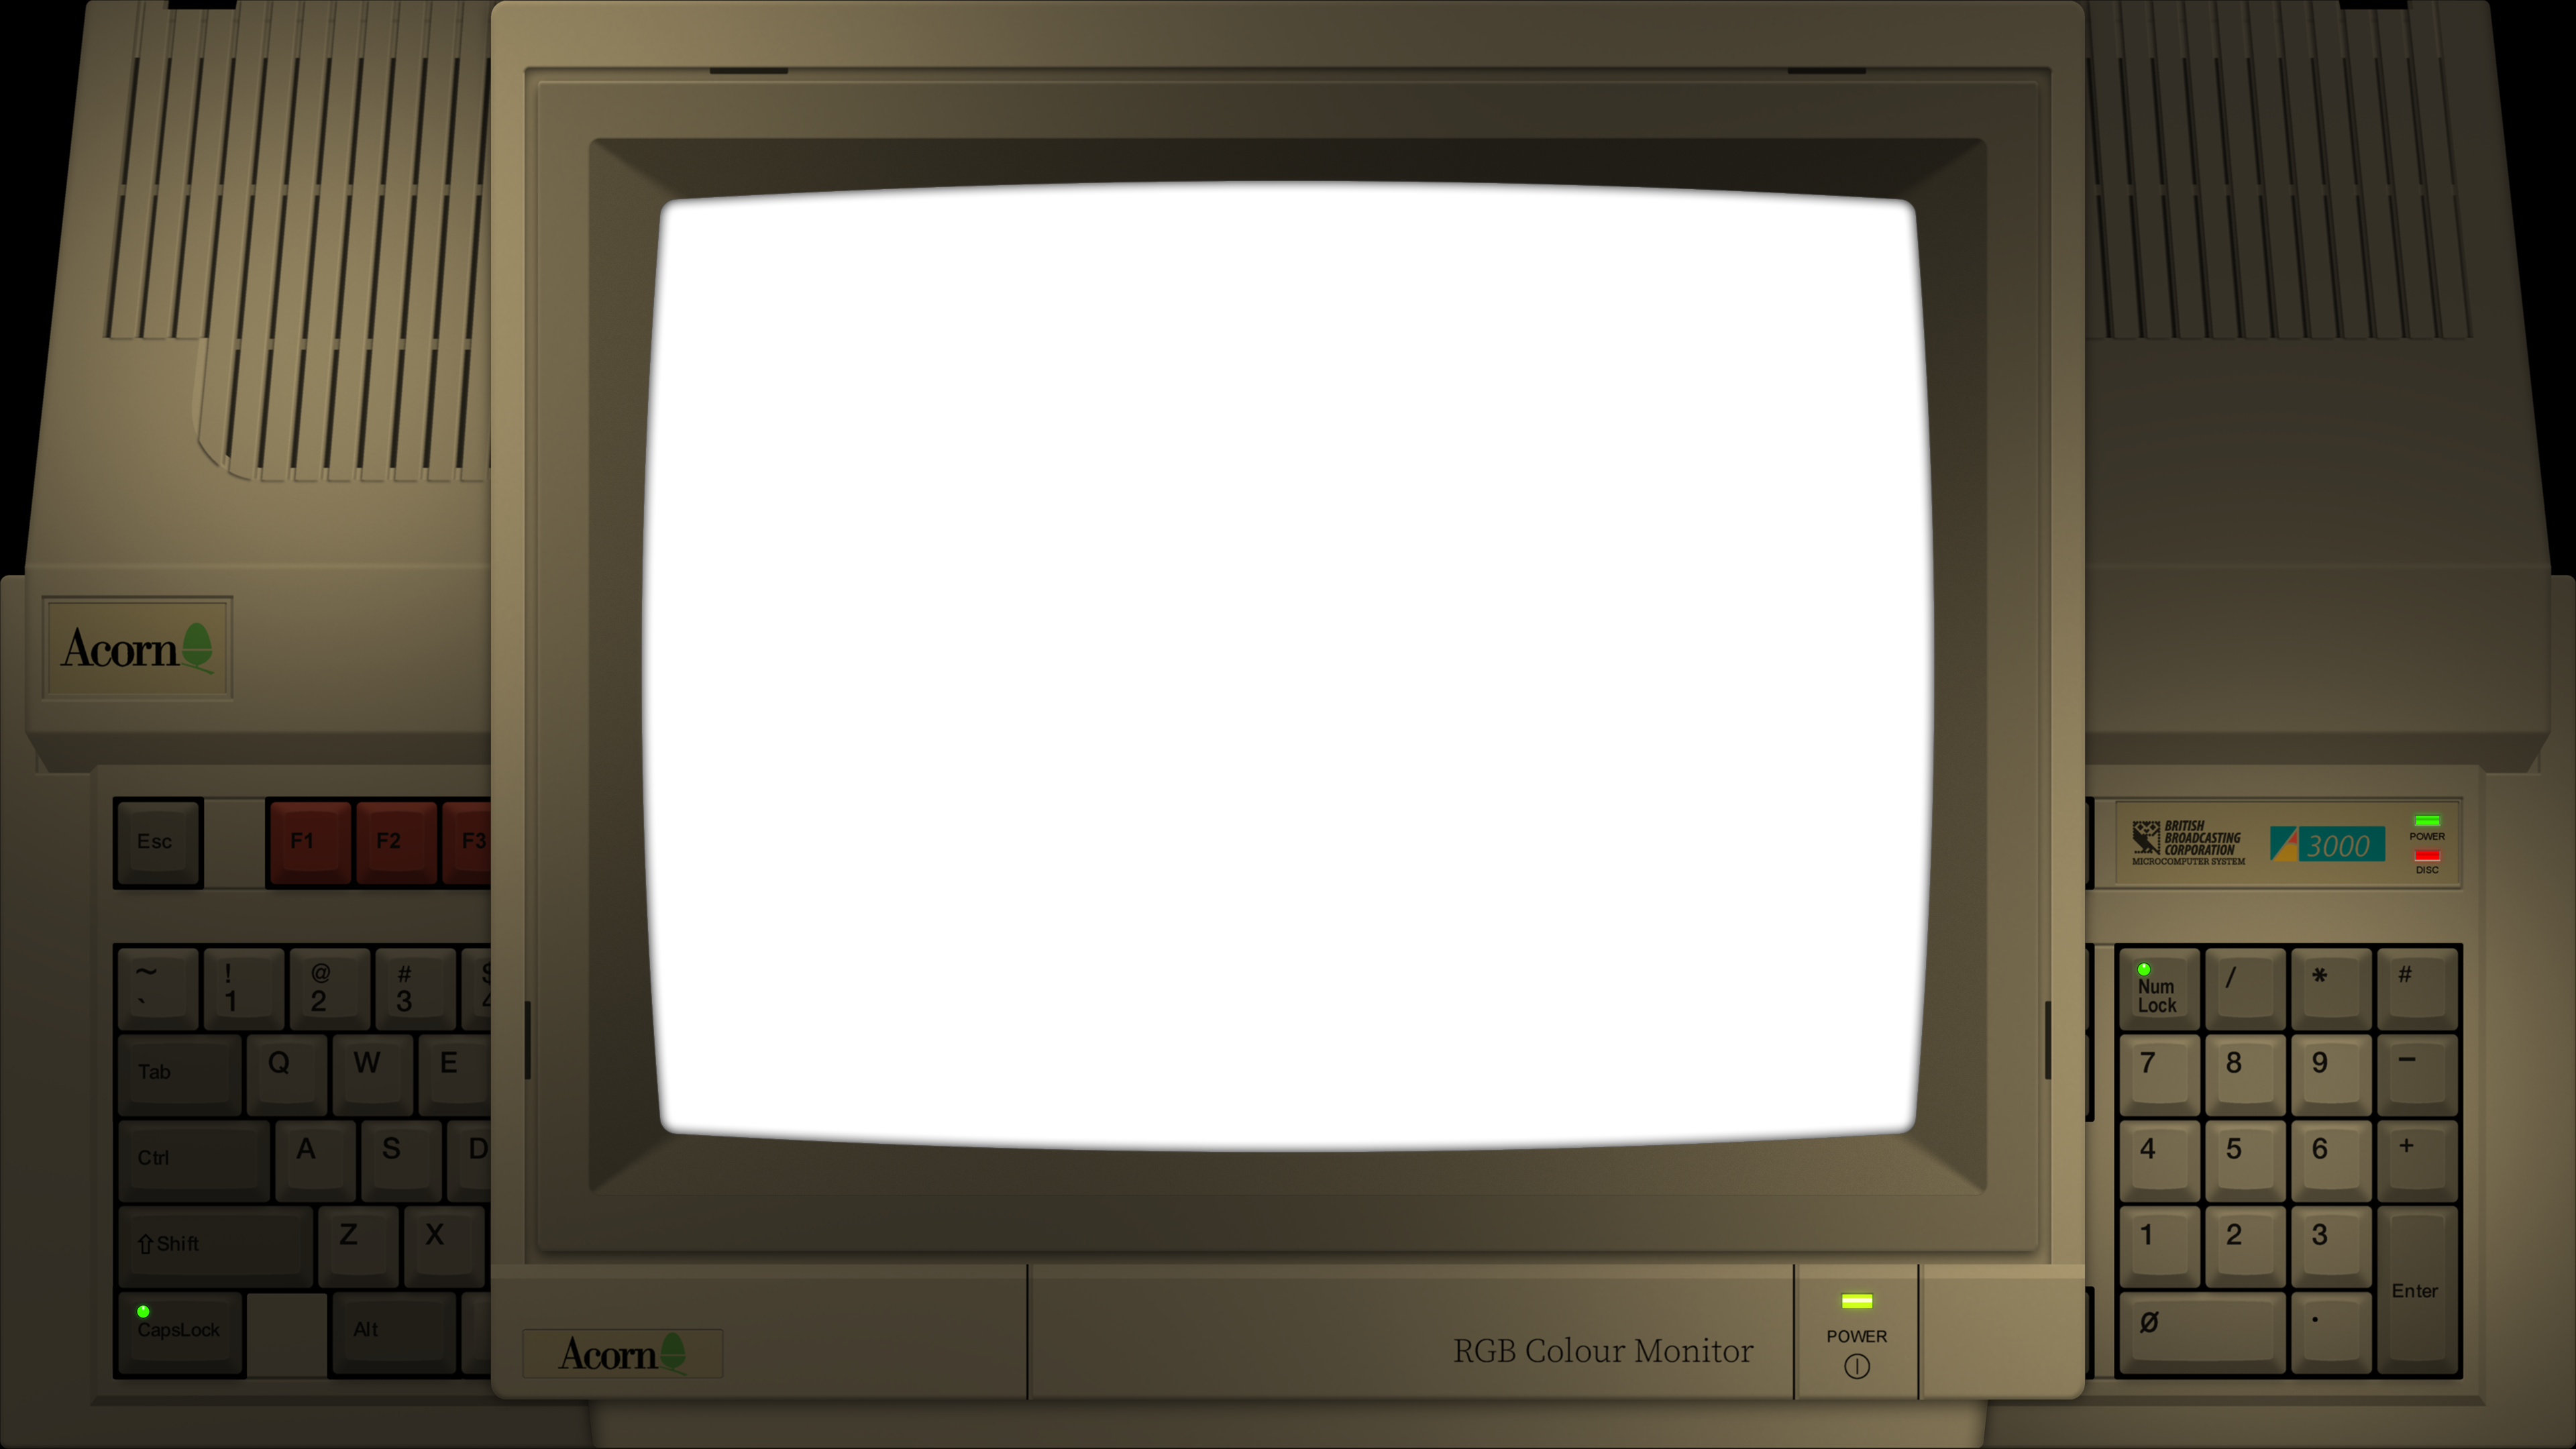 Acorn
Esc
F1
F2
F3
BRITISH
BROADCASTING
CORPORATION
MICROCOMPUTER SYSTEM
3000
POWER
DISC
~
`
!
1
@
2
#
3
$
4
Num
Lock
/
*
#
Tab
Q
W
E
7
8
9
−
Ctrl
A
S
D
4
5
6
+
⇧Shift
Z
X
1
2
3
Enter
CapsLock
Alt
Ø
.
Acorn
RGB Colour Monitor
POWER